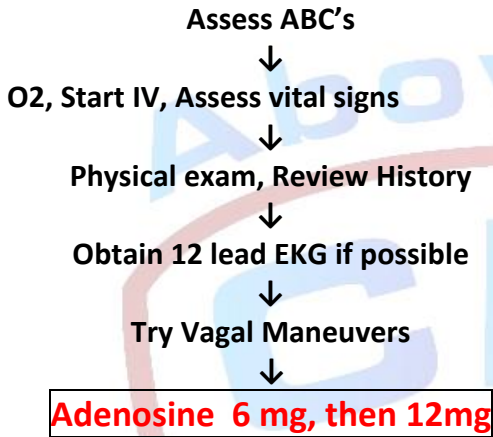 Assess ABC’s
↓
O2, Start IV, Assess vital signs
↓
Physical exam, Review History
↓
Obtain 12 lead EKG if possible
↓
Try Vagal Maneuvers
↓
Adenosine 6 mg, then 12mg